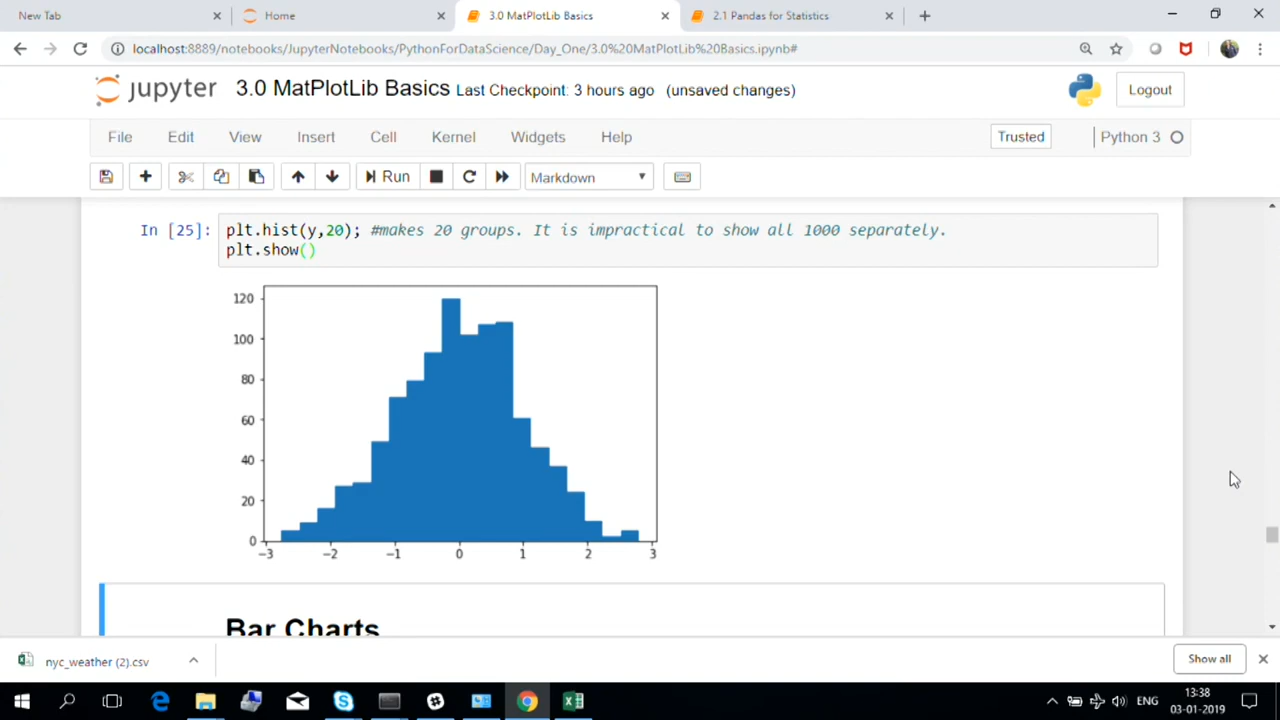 New Tab
Home
3.0 MatPlotLib Basics
2.1 Pandas for Statistics
localhost:8889/notebooks/JupyterNotebooks/PythonForDataScience/Day_One/3.0%20MatPlotLib%20Basics.ipynb#
jupyter 3.0 MatPlotLib Basics Last Checkpoint: 3 hours ago (unsaved changes)
Logout
File Edit View Insert Cell Kernel Widgets Help
Trusted
Python 3
Run
Markdown
In [25]: plt.hist(y,20); #makes 20 groups. It is impractical to show all 1000 separately.
plt.show()
120
100
80
60
40
20
0
−3 −2 −1 0 1 2 3
Bar Charts
nyc_weather (2).csv
Show all
ENG
13:38
03-01-2019